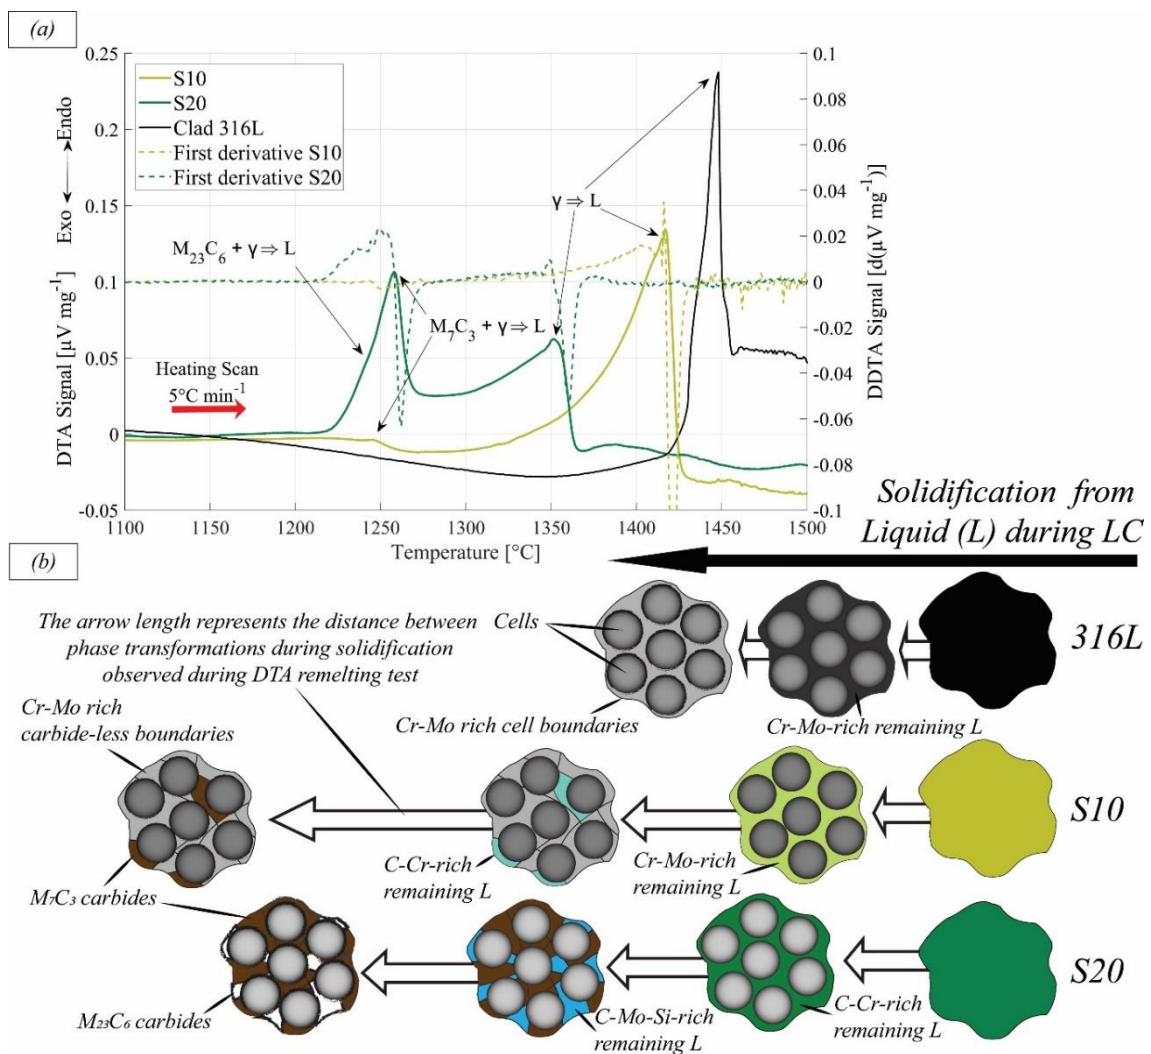 (a)
0.25
0.2
0.15
0.1
0.05
0
-0.05
Exo ⟷ Endo
DTA Signal [µV mg⁻¹]
S10
S20
Clad 316L
First derivative S10
First derivative S20
M₂₃C₆ + γ ⇒ L
γ ⇒ L
M₇C₃ + γ ⇒ L
Heating Scan
5°C min⁻¹
0.1
0.08
0.06
0.04
0.02
0
-0.02
-0.04
-0.06
-0.08
-0.1
DDTA Signal [d(µV mg⁻¹)]
1100 1150 1200 1250 1300 1350 1400 1450 1500
Temperature [°C]
Solidification from
Liquid (L) during LC
(b)
The arrow length represents the distance between
phase transformations during solidification
observed during DTA remelting test
Cells
316L
Cr-Mo rich cell boundaries
Cr-Mo-rich remaining L
Cr-Mo rich
carbide-less boundaries
S10
C-Cr-rich
remaining L
Cr-Mo-rich
remaining L
M₇C₃ carbides
S20
M₂₃C₆ carbides
C-Mo-Si-rich
remaining L
C-Cr-rich
remaining L